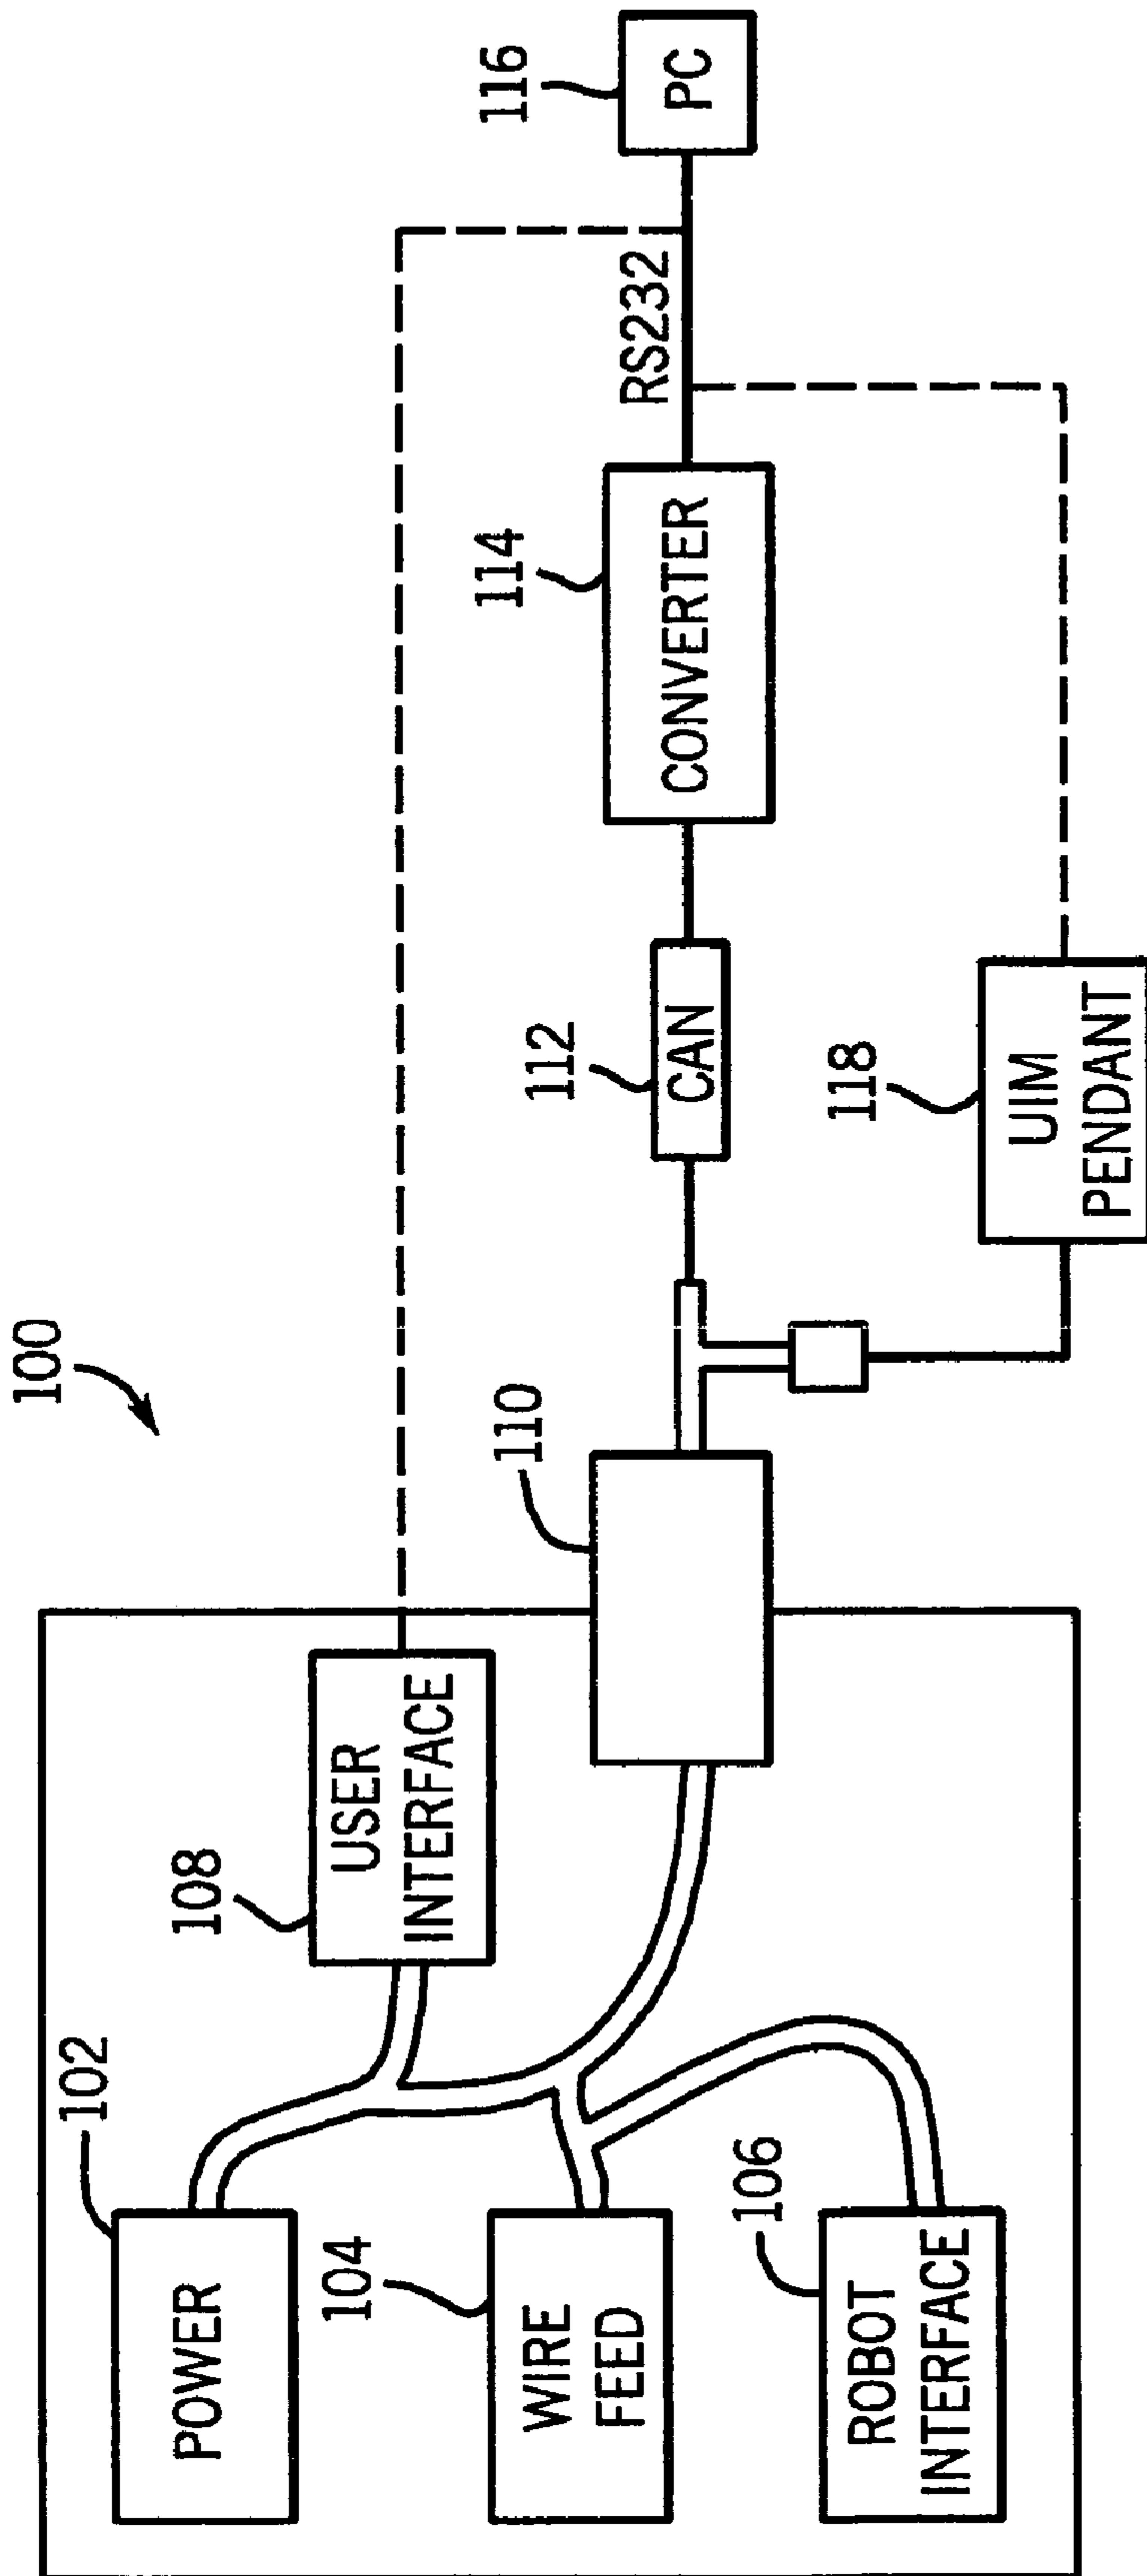 100
102
POWER
104
WIRE
FEED
106
ROBOT
INTERFACE
108
USER
INTERFACE
110
112
CAN
114
CONVERTER
RS232
116
PC
118
UIM
PENDANT